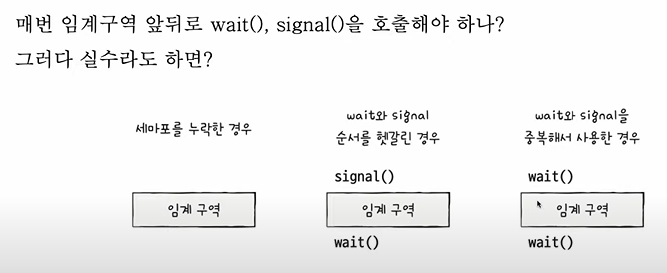 매번 임계구역 앞뒤로 wait(), signal()을 호출해야 하나?
그러다 실수라도 하면?
세마포를 누락한 경우
임계 구역
wait와 signal
순서를 헷갈린 경우
signal()
임계 구역
wait()
wait와 signal을
중복해서 사용한 경우
wait()
임계 구역
wait()